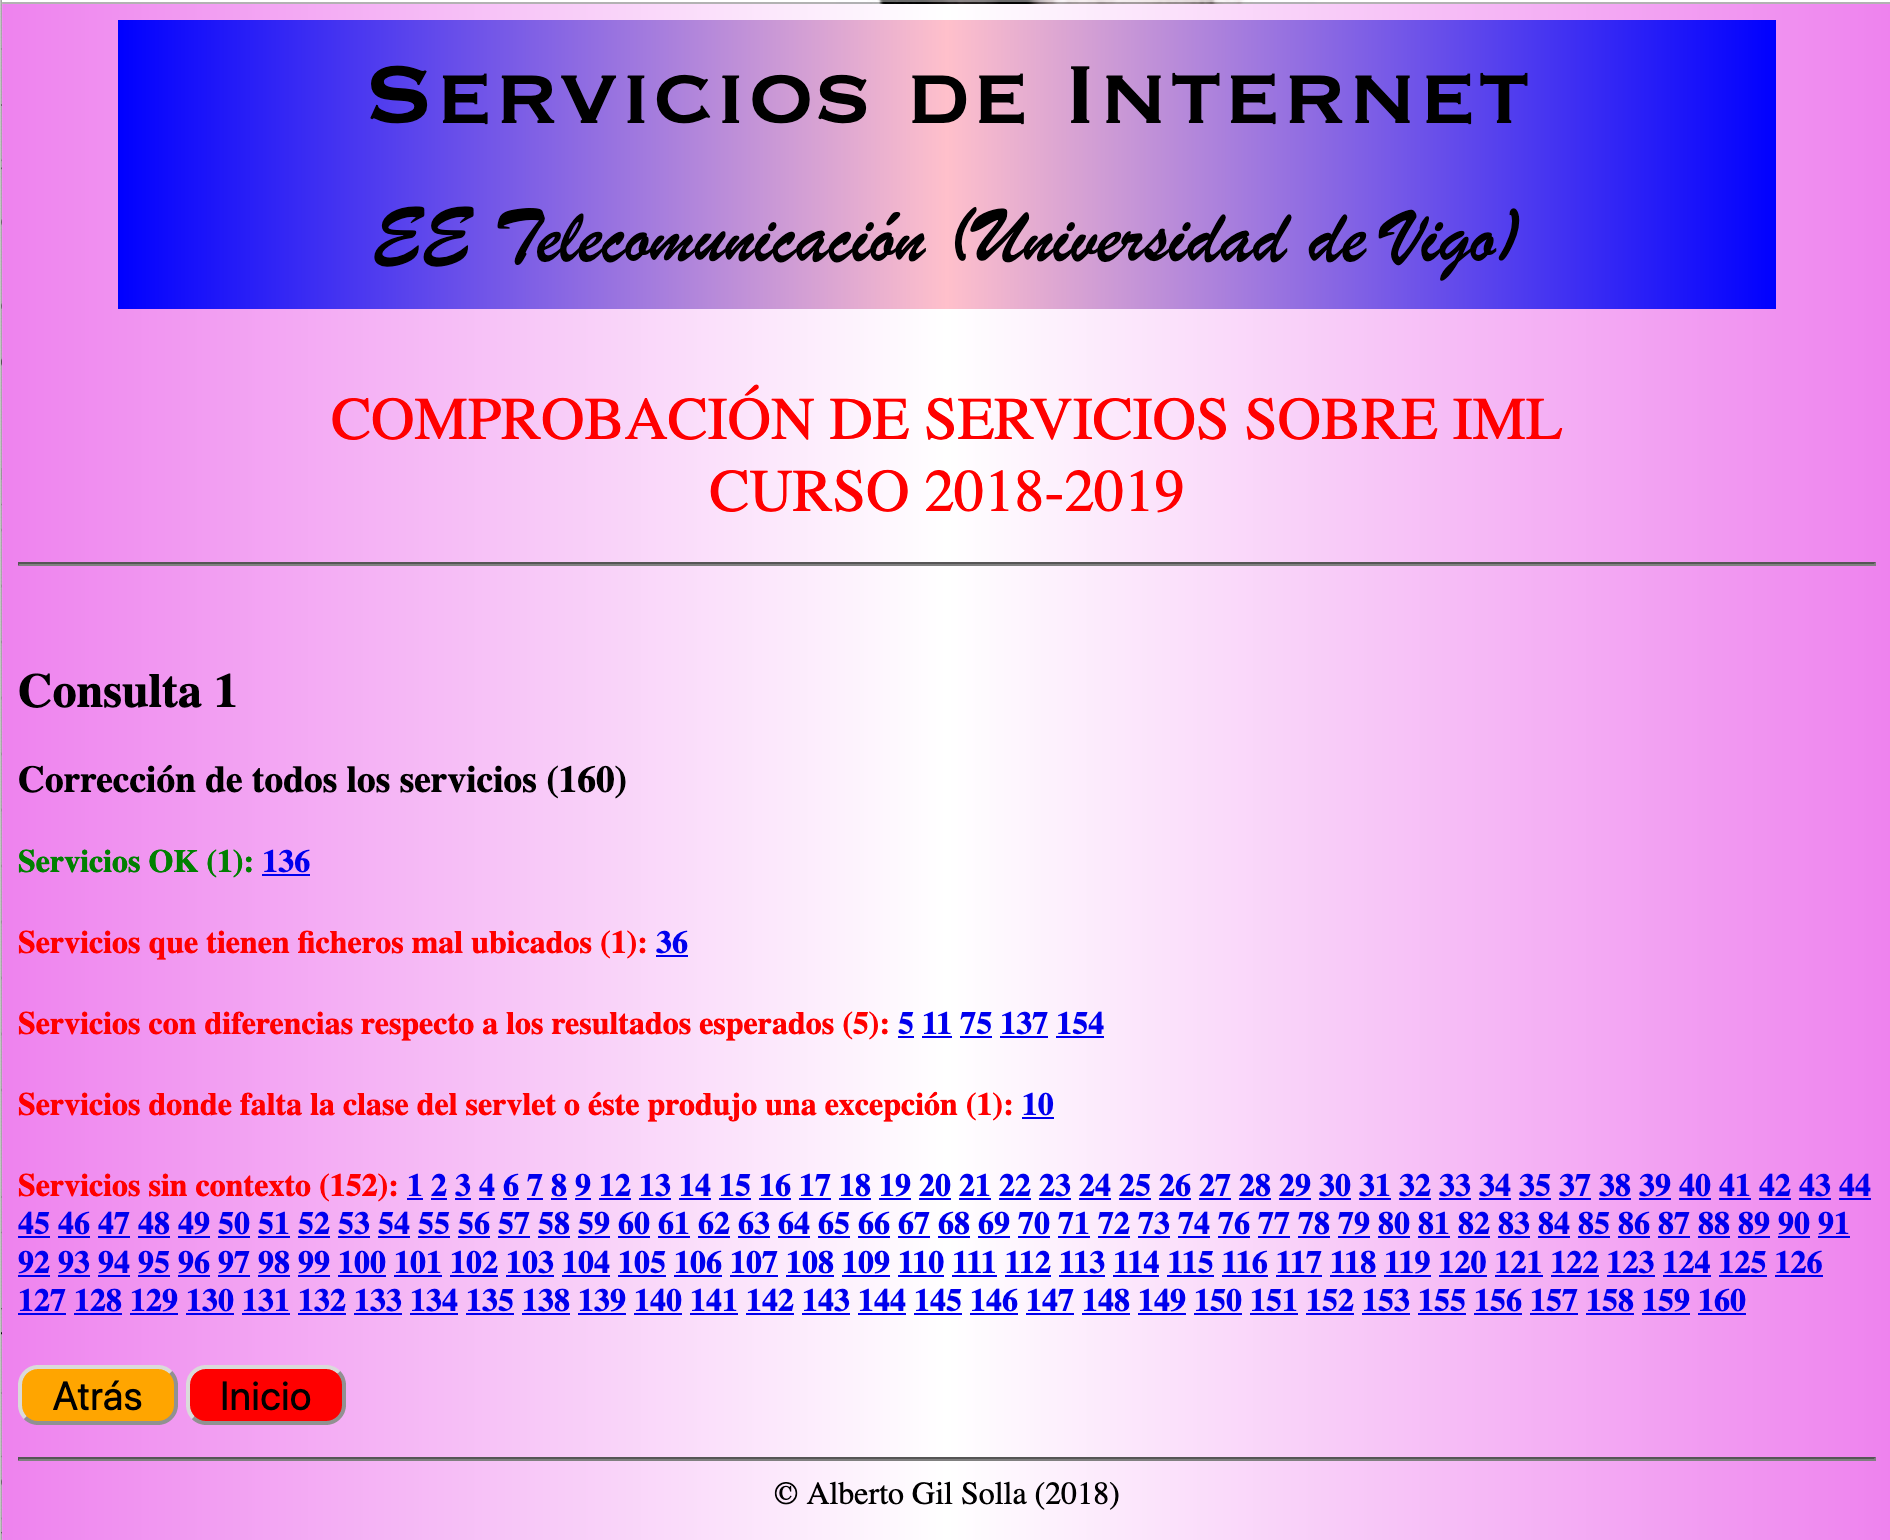 SERVICIOS DE INTERNET
EE Telecomunicación (Universidad de Vigo)
COMPROBACIÓN DE SERVICIOS SOBRE IML
CURSO 2018-2019
Consulta 1
Corrección de todos los servicios (160)
Servicios OK (1): 136
Servicios que tienen ficheros mal ubicados (1): 36
Servicios con diferencias respecto a los resultados esperados (5): 5 11 75 137 154
Servicios donde falta la clase del servlet o éste produjo una excepción (1): 10
Servicios sin contexto (152): 1 2 3 4 6 7 8 9 12 13 14 15 16 17 18 19 20 21 22 23 24 25 26 27 28 29 30 31 32 33 34 35 37 38 39 40 41 42 43 44
45 46 47 48 49 50 51 52 53 54 55 56 57 58 59 60 61 62 63 64 65 66 67 68 69 70 71 72 73 74 76 77 78 79 80 81 82 83 84 85 86 87 88 89 90 91
92 93 94 95 96 97 98 99 100 101 102 103 104 105 106 107 108 109 110 111 112 113 114 115 116 117 118 119 120 121 122 123 124 125 126
127 128 129 130 131 132 133 134 135 138 139 140 141 142 143 144 145 146 147 148 149 150 151 152 153 155 156 157 158 159 160
Atrás Inicio
© Alberto Gil Solla (2018)